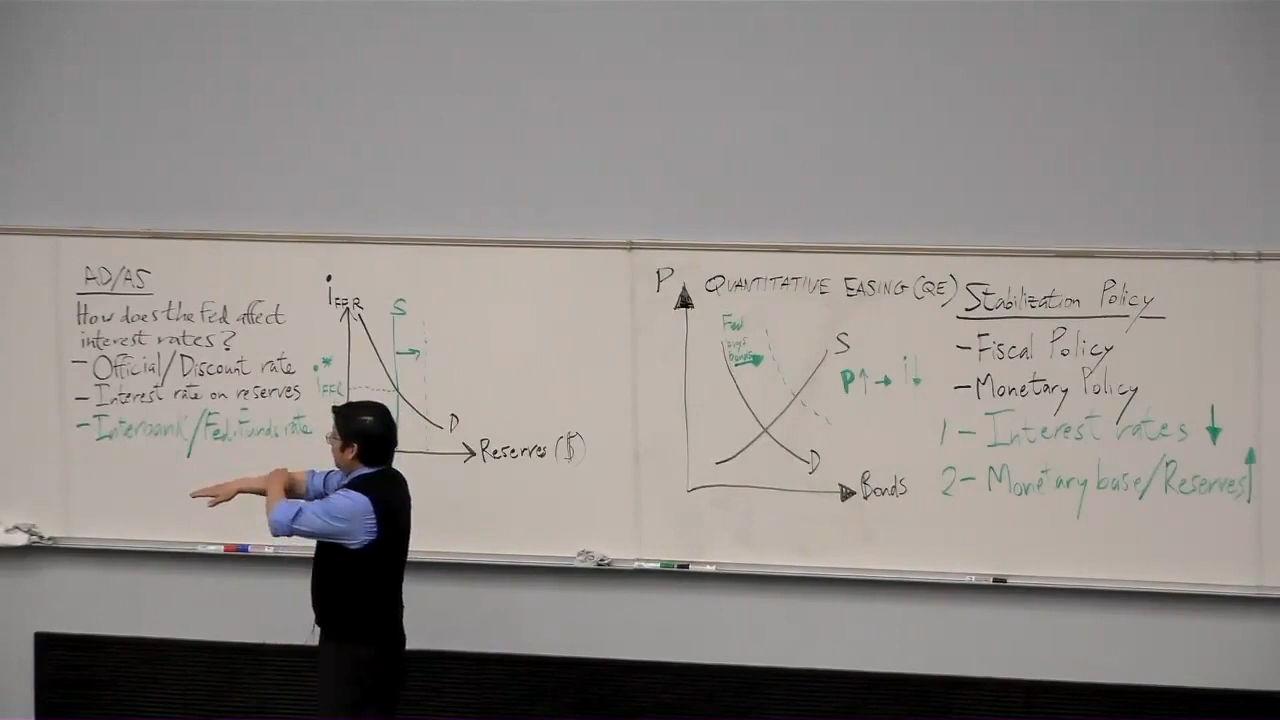 AD/AS
How does the Fed affect
interest rates?
- Official/Discount rate
- Interest rate on reserves
- Interbank/Fed. Funds rate
i FFR
S
i* FFR
D
Reserves ($)
P
QUANTITATIVE EASING (QE)
Fed
buys
bonds
S
P↑ → i↓
D
Bonds
Stabilization Policy
- Fiscal Policy
- Monetary Policy
1 - Interest rates ↓
2 - Monetary base/Reserves ↑